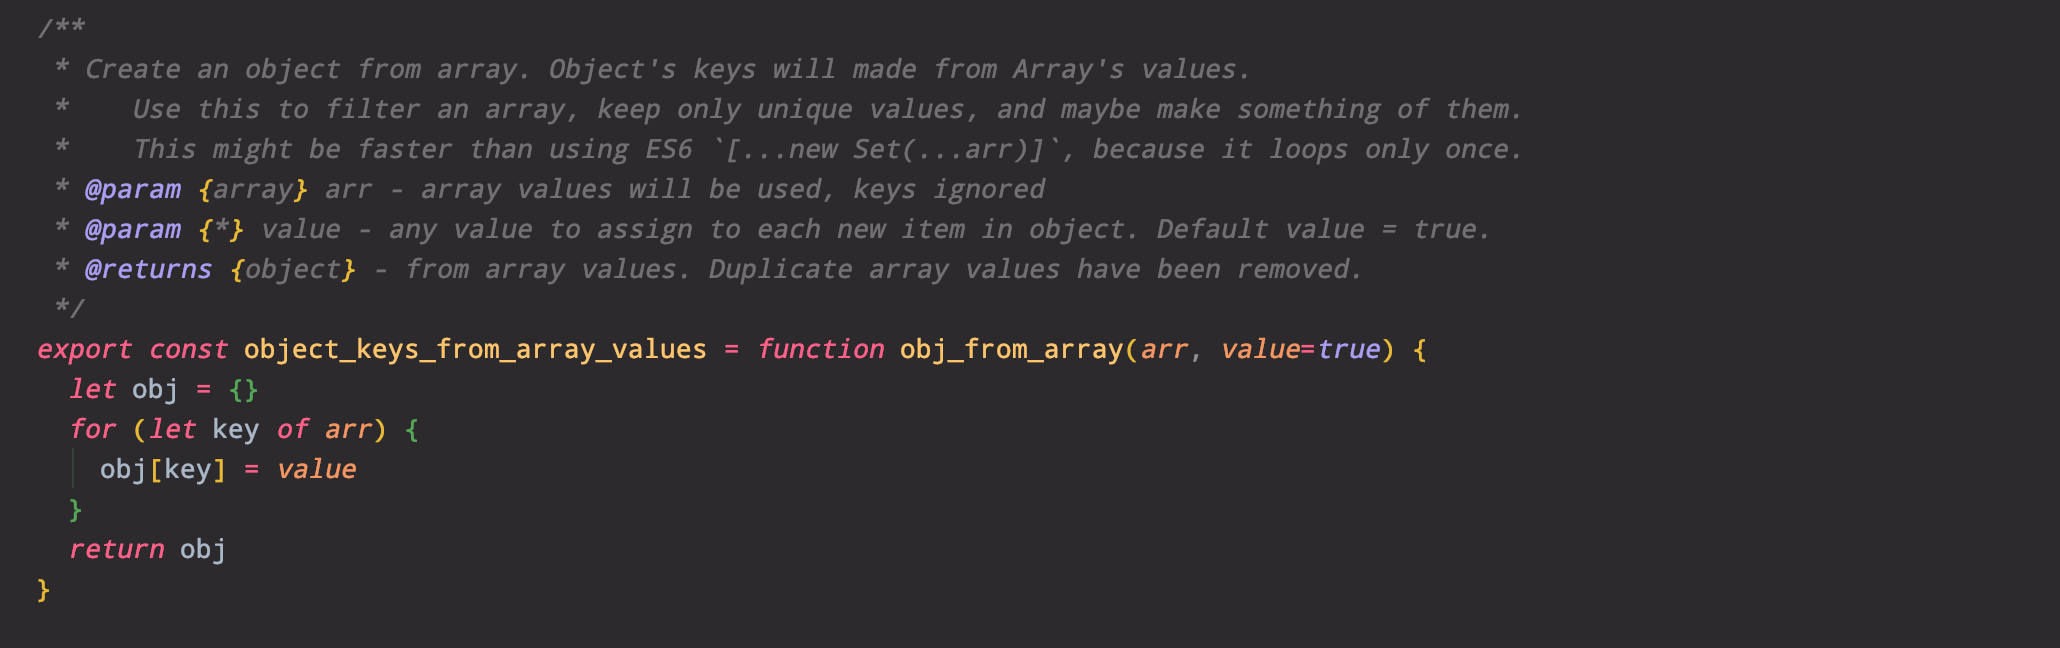 /**
 * Create an object from array. Object's keys will made from Array's values.
 *    Use this to filter an array, keep only unique values, and maybe make something of them.
 *    This might be faster than using ES6 `[...new Set(...arr)]`, because it loops only once.
 * @param {array} arr - array values will be used, keys ignored
 * @param {*} value - any value to assign to each new item in object. Default value = true.
 * @returns {object} - from array values. Duplicate array values have been removed.
 */
export const object_keys_from_array_values = function obj_from_array(arr, value=true) {
  let obj = {}
  for (let key of arr) {
    obj[key] = value
  }
  return obj
}